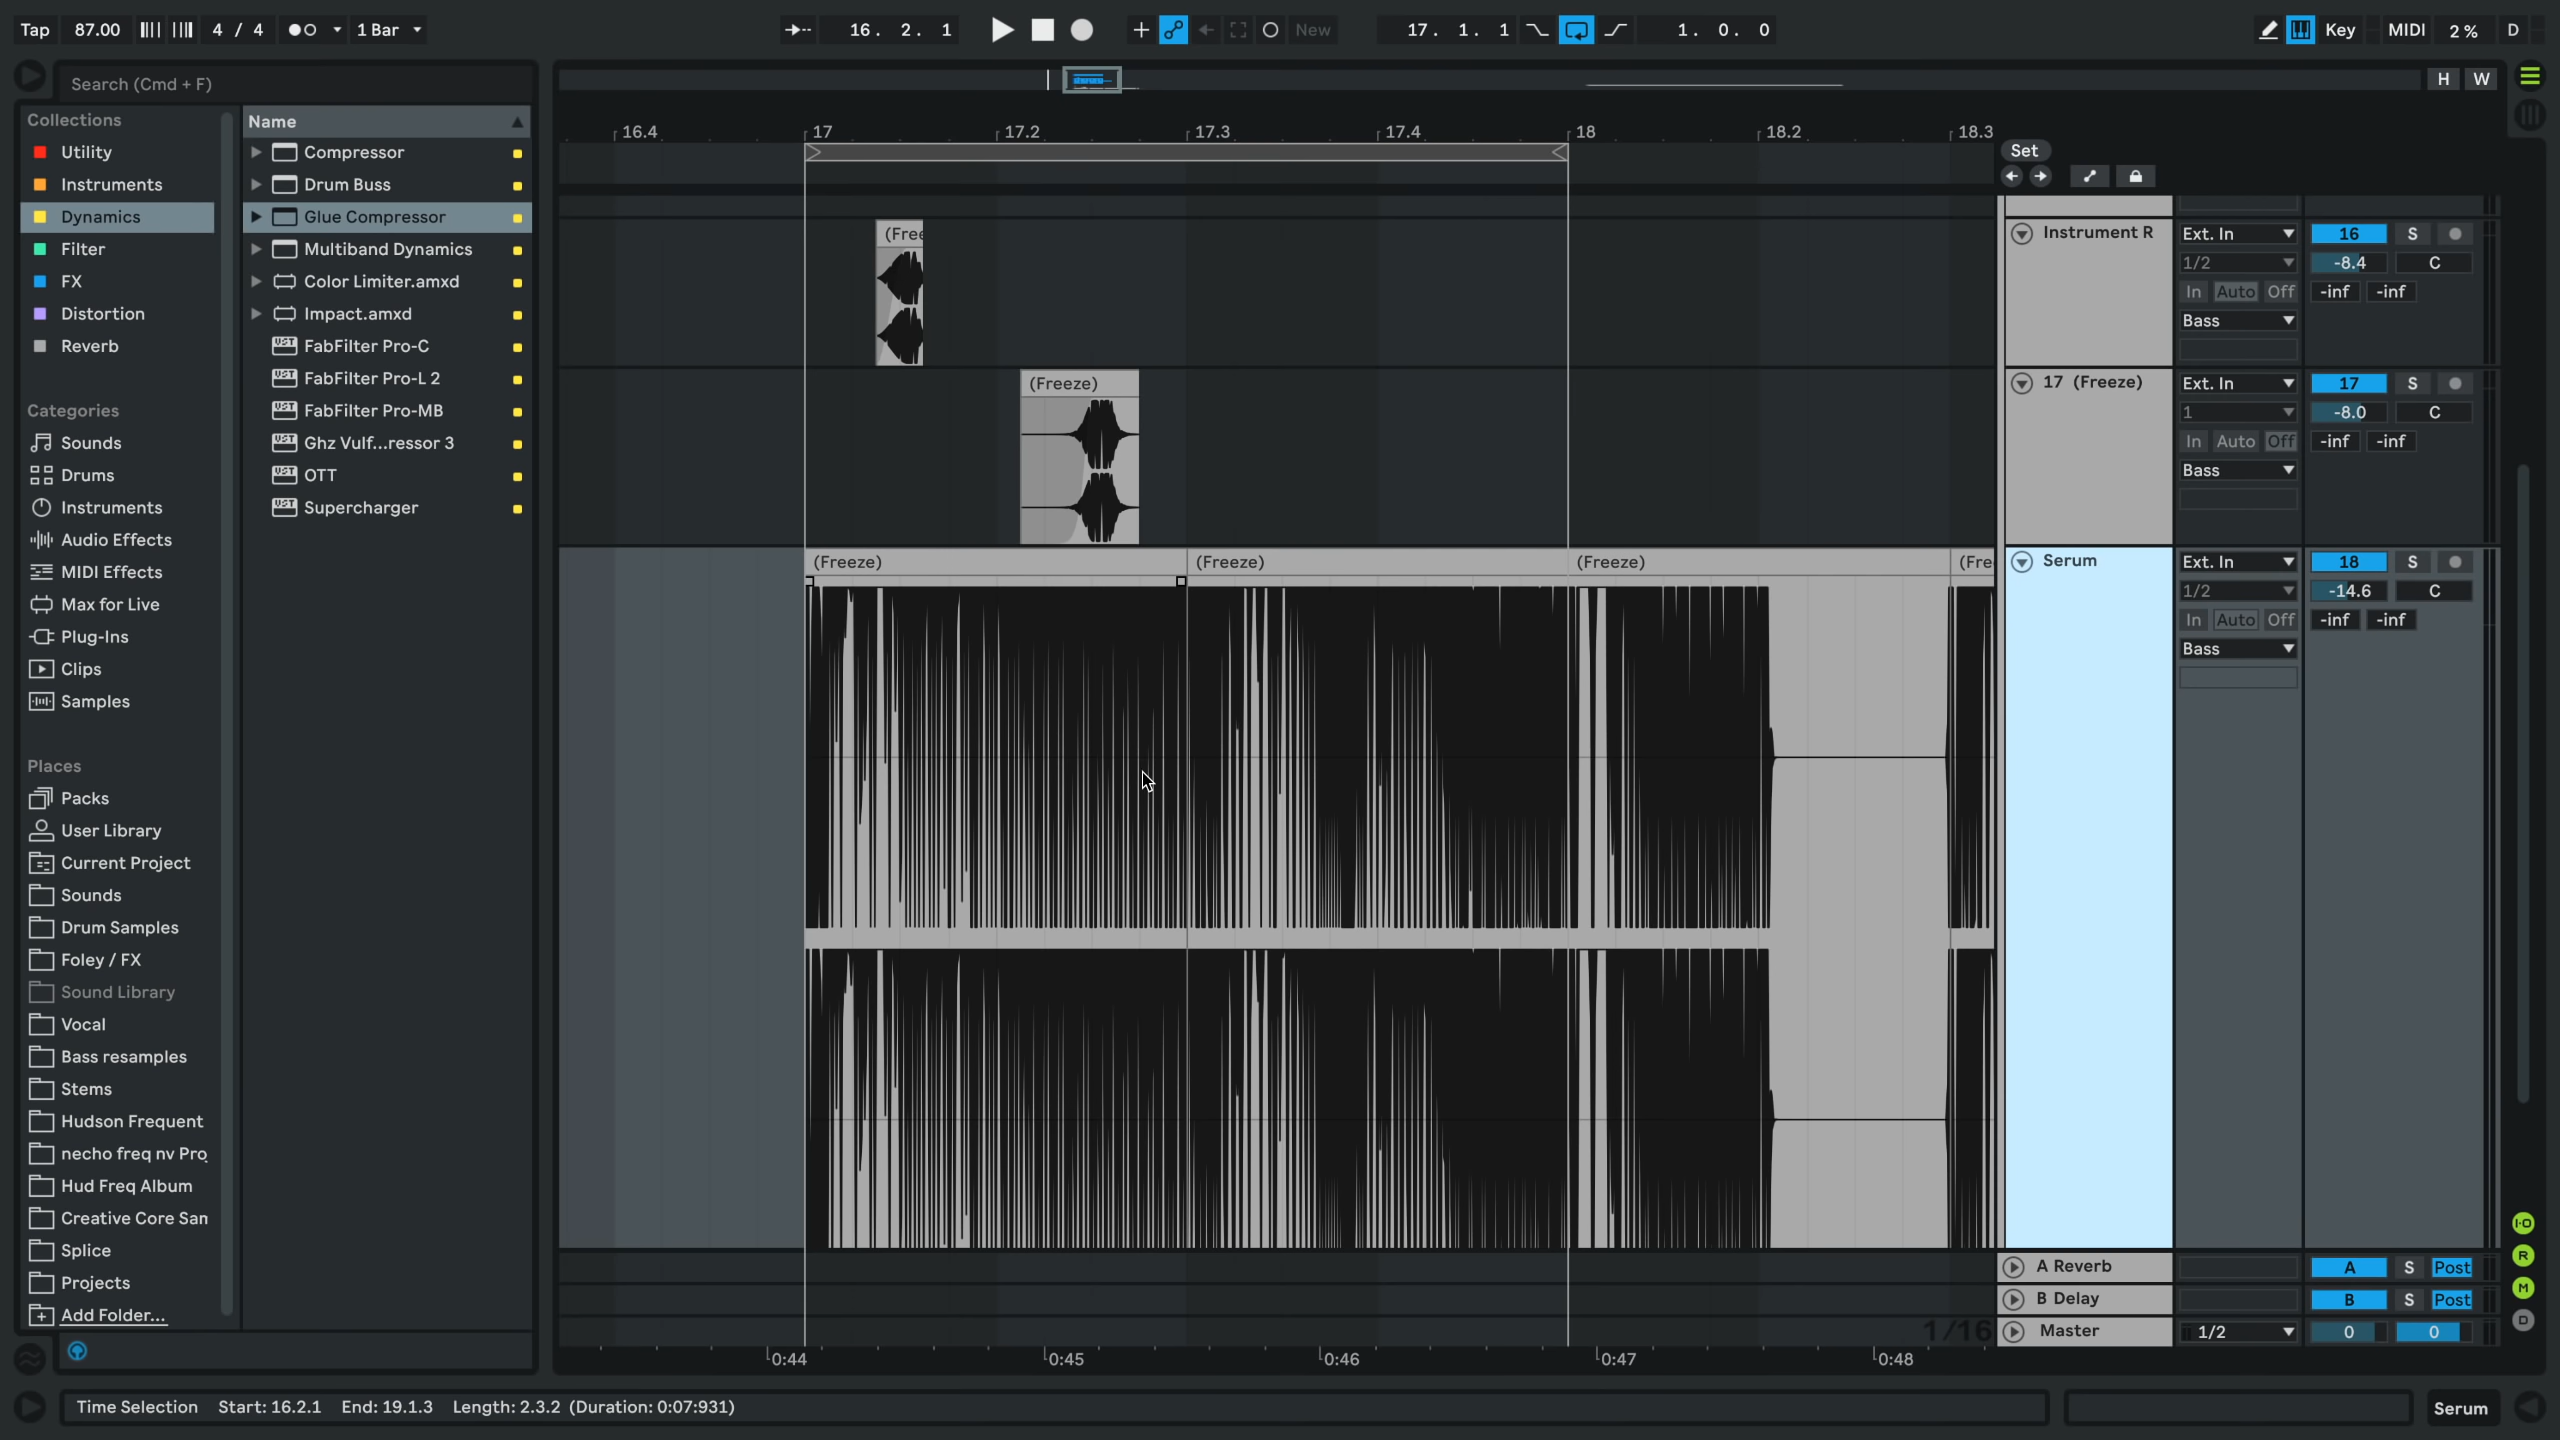 Tap 87.00 4 / 4 1 Bar 16. 2. 1 New 17. 1. 1 1. 0. 0 Key MIDI 2 % D
Search (Cmd + F)
H W
Collections
Utility
Instruments
Dynamics
Filter
FX
Distortion
Reverb
Categories
Sounds
Drums
Instruments
Audio Effects
MIDI Effects
Max for Live
Plug-Ins
Clips
Samples
Places
Packs
User Library
Current Project
Sounds
Drum Samples
Foley / FX
Sound Library
Vocal
Bass resamples
Stems
Hudson Frequent
necho freq nv Pro
Hud Freq Album
Creative Core San
Splice
Projects
Add Folder...
Name
Compressor
Drum Buss
Glue Compressor
Multiband Dynamics
Color Limiter.amxd
Impact.amxd
FabFilter Pro-C
FabFilter Pro-L 2
FabFilter Pro-MB
Ghz Vulf...ressor 3
OTT
Supercharger
16.4 17 17.2 17.3 17.4 18 18.2 18.3
Set
(Free
Instrument R Ext. In 16 S
1/2 -8.4 C
In Auto Off -inf -inf
Bass
(Freeze)
17 (Freeze) Ext. In 17 S
1 -8.0 C
In Auto Off -inf -inf
Bass
(Freeze) (Freeze) (Freeze) (Fre
Serum Ext. In 18 S
1/2 -14.6 C
In Auto Off -inf -inf
Bass
A Reverb A S Post
B Delay B S Post
1/16 Master 1/2 0 0
I·O
R
M
D
0:44 0:45 0:46 0:47 0:48
Time Selection Start: 16.2.1 End: 19.1.3 Length: 2.3.2 (Duration: 0:07:931)
Serum